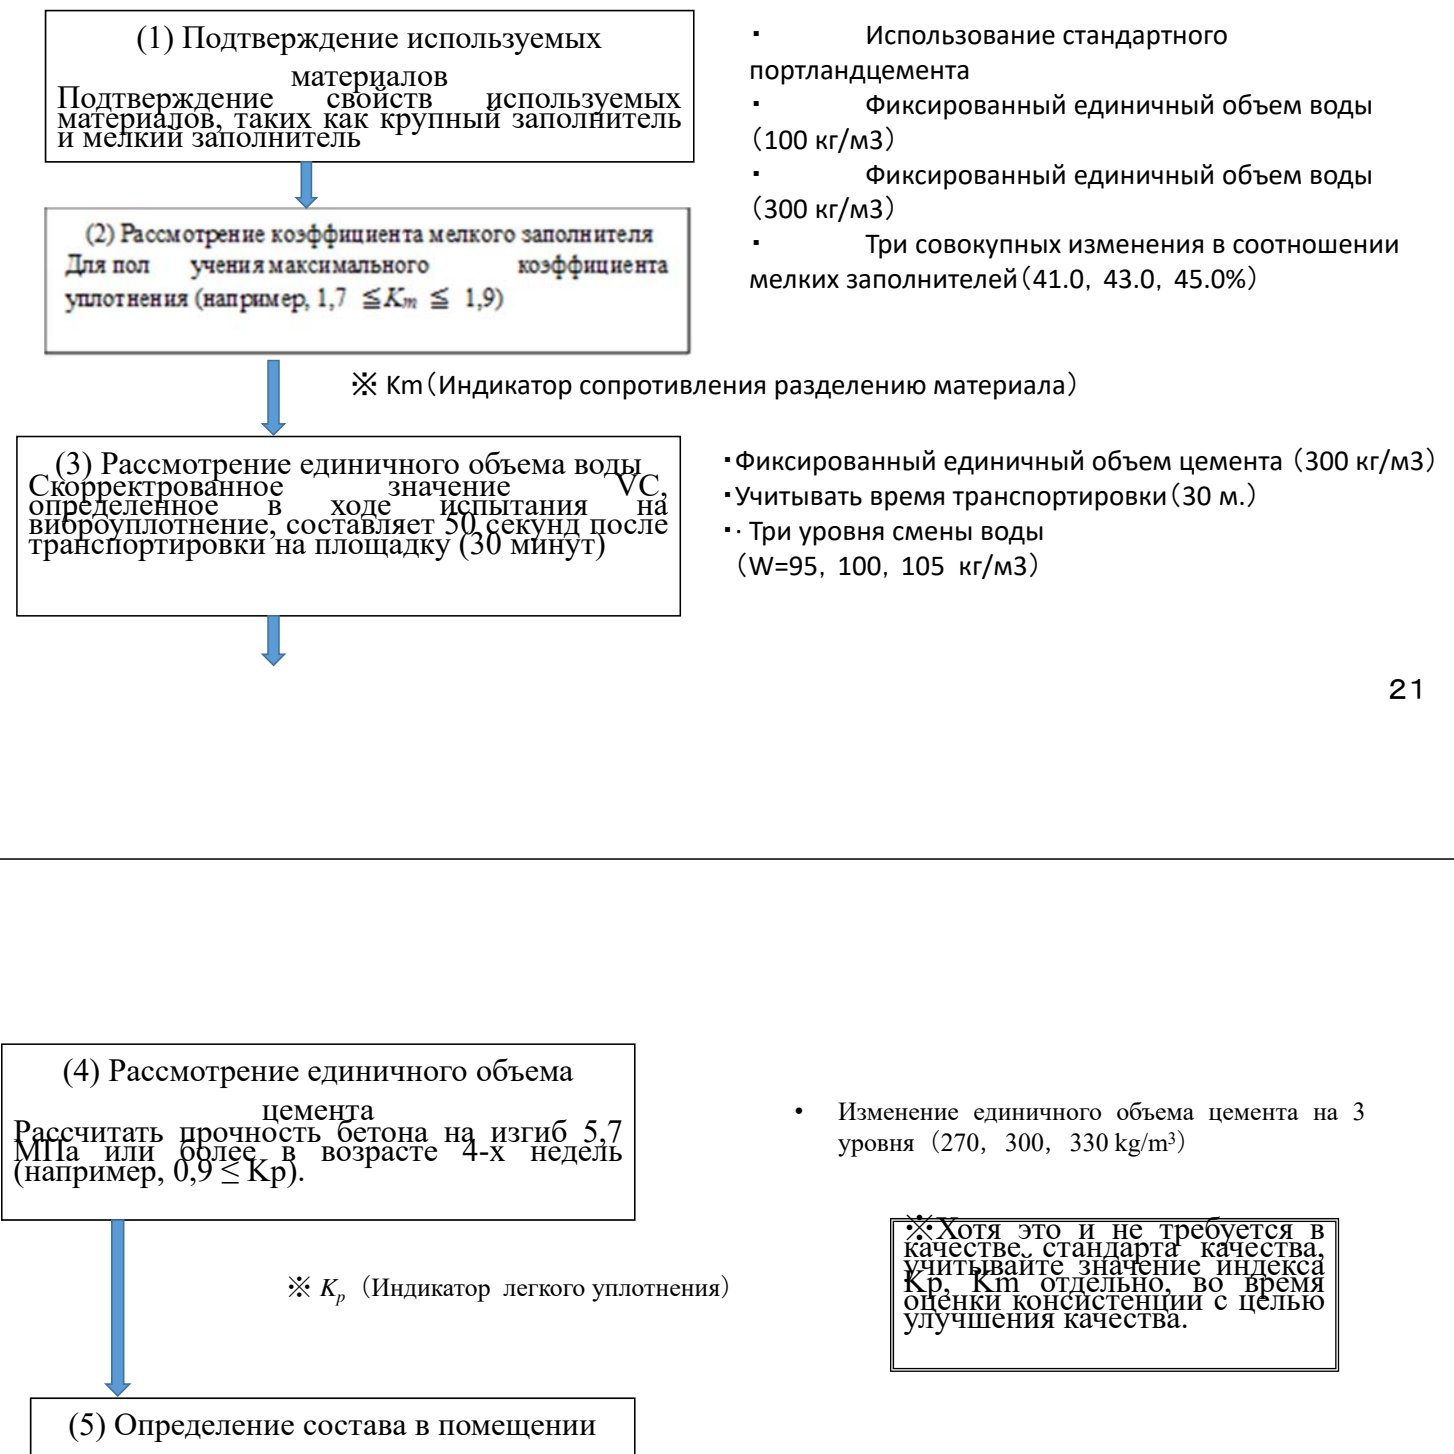 (1) Подтверждение используемых
материалов
Подтверждение свойств используемых
материалов, таких как крупный заполнитель
и мелкий заполнитель
▪ Использование стандартного
портландцемента
▪ Фиксированный единичный объем воды
（100 кг/м3）
▪ Фиксированный единичный объем воды
（300 кг/м3）
▪ Три совокупных изменения в соотношении
мелких заполнителей（41.0, 43.0, 45.0%）
(2) Рассмотрение коэффициента мелкого заполнителя
Для пол учения максимального коэффициента
уплотнения (например, 1,7 ≦Km ≦ 1,9)
※ Km（Индикатор сопротивления разделению материала）
(3) Рассмотрение единичного объема воды
Скорректрованное значение VC,
определенное в ходе испытания на
виброуплотнение, составляет 50 секунд после
транспортировки на площадку (30 минут)
▪Фиксированный единичный объем цемента （300 кг/м3）
▪Учитывать время транспортировки（30 м.）
▪· Три уровня смены воды
（W=95, 100, 105 кг/м3）
21
(4) Рассмотрение единичного объема
цемента
Рассчитать прочность бетона на изгиб 5,7
МПа или более в возрасте 4-х недель
(например, 0,9 ≤ Kp).
• Изменение единичного объема цемента на 3
уровня（270, 300, 330 kg/m³）
※Хотя это и не требуется в
качестве стандарта качества,
учитывайте значение индекса
Kp, Km отдельно, во время
оценки консистенции с целью
улучшения качества.
※ Kp （Индикатор легкого уплотнения）
(5) Определение состава в помещении